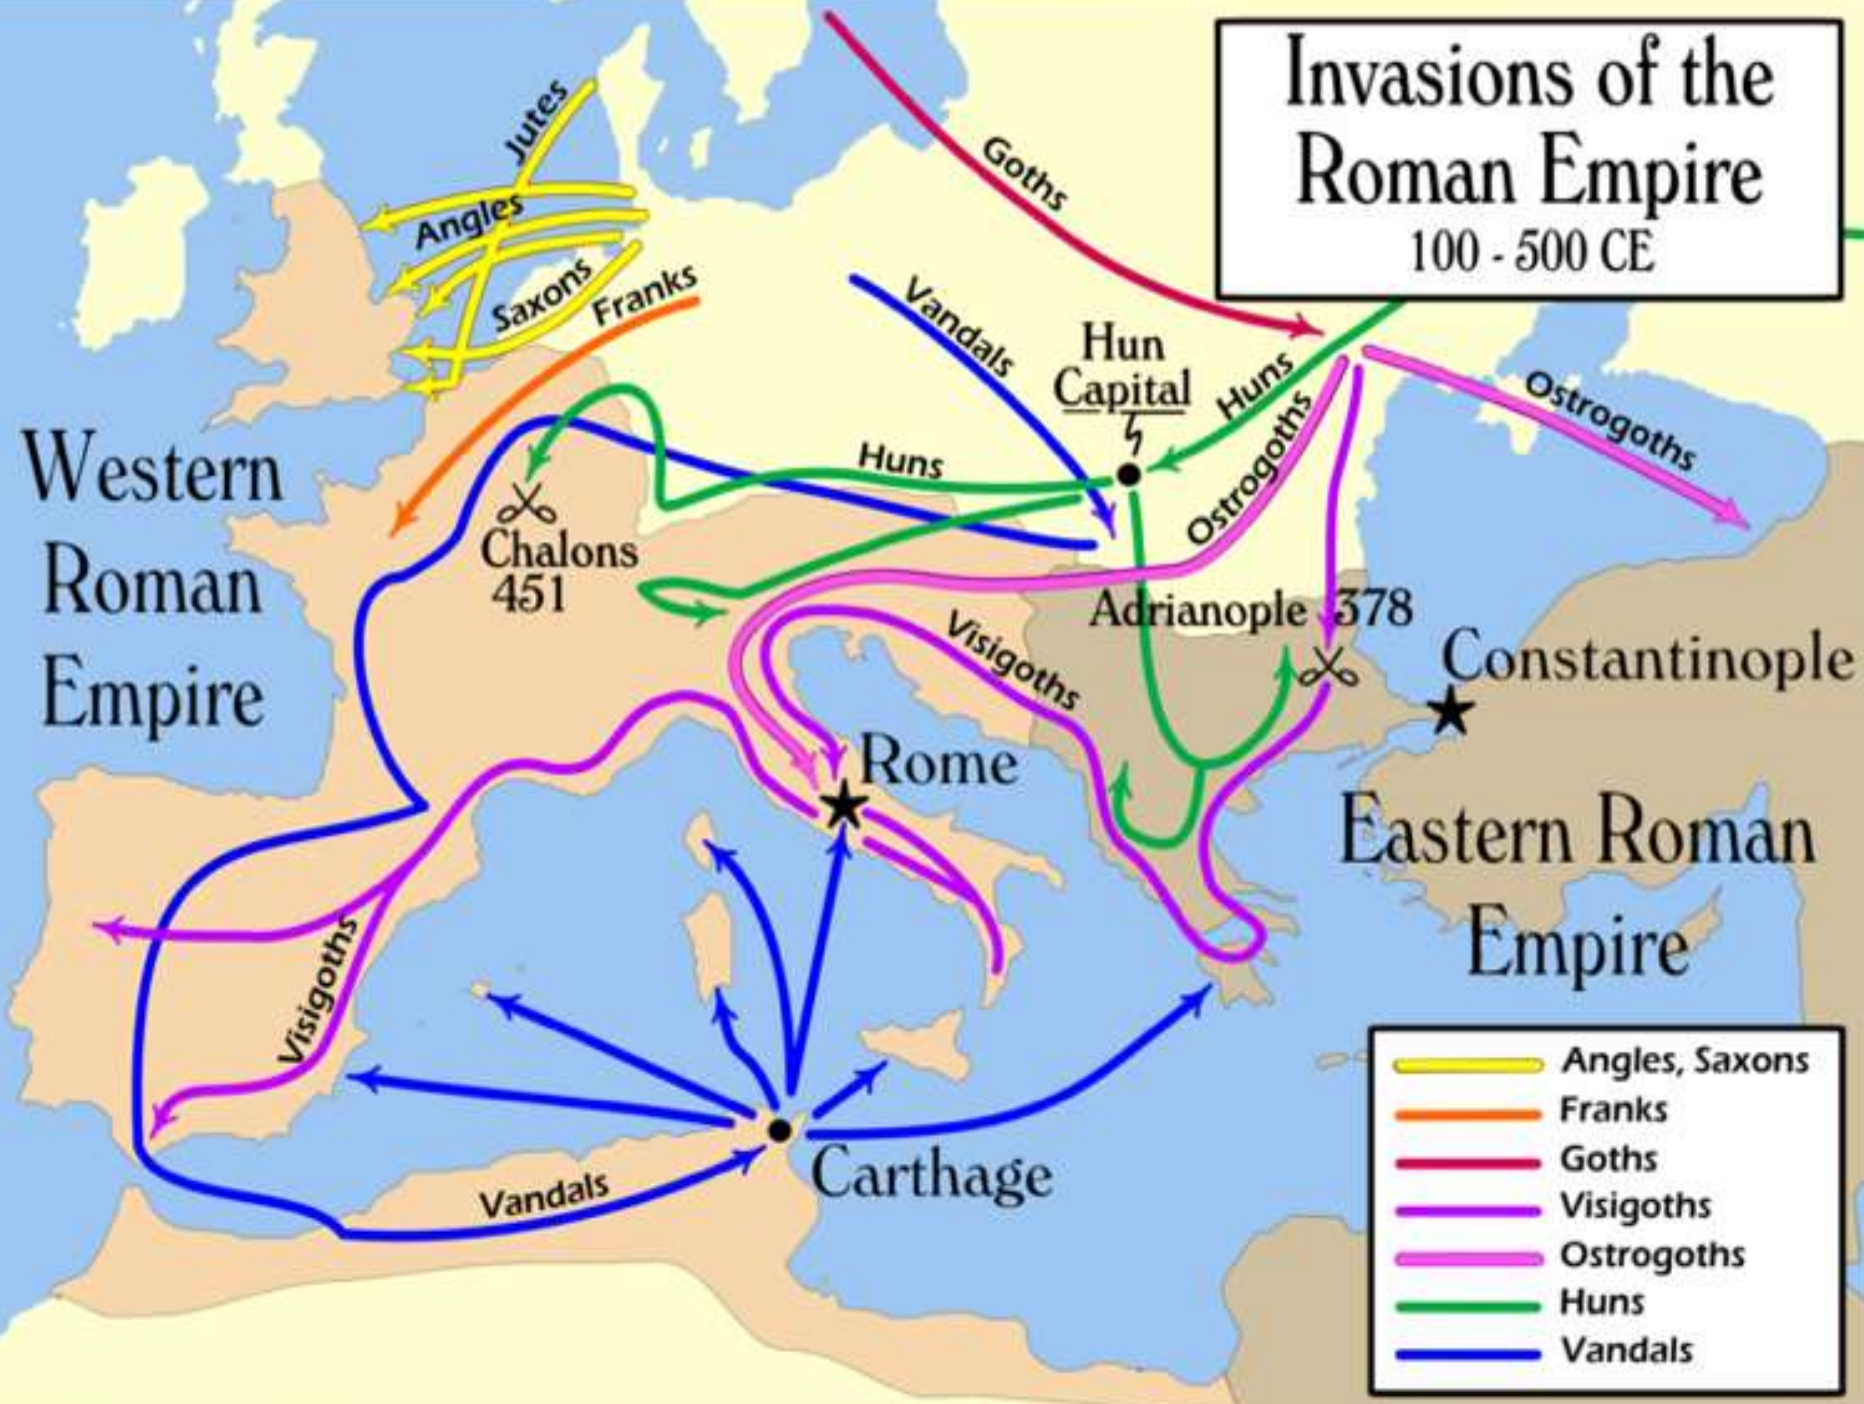 Invasions of the
Roman Empire
100 - 500 CE
Jutes
Angles
Saxons
Franks
Goths
Vandals
Hun
Capital
Huns
Ostrogoths
Ostrogoths
Huns
Western
Roman
Empire
Chalons
451
Adrianople 378
Constantinople
Visigoths
Rome
Eastern Roman
Empire
Visigoths
Vandals
Carthage
Angles, Saxons
Franks
Goths
Visigoths
Ostrogoths
Huns
Vandals